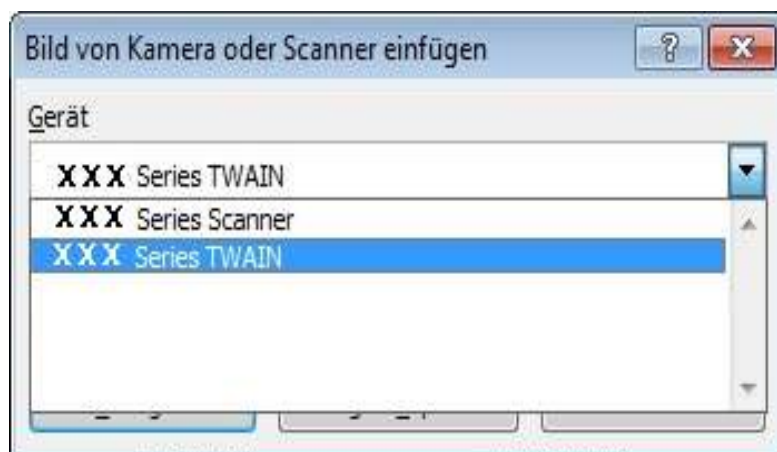 Bild von Kamera oder Scanner einfügen
Gerät
XXX Series TWAIN
XXX Series Scanner
XXX Series TWAIN